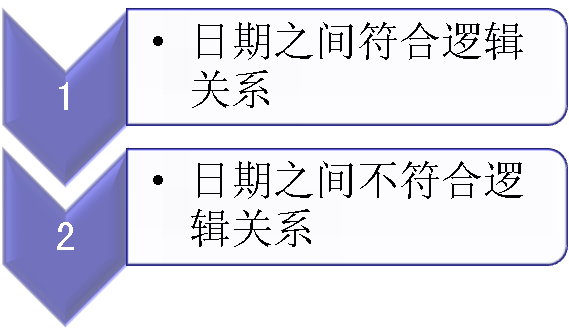 1
• 日期之间符合逻辑
关系
2
• 日期之间不符合逻
辑关系